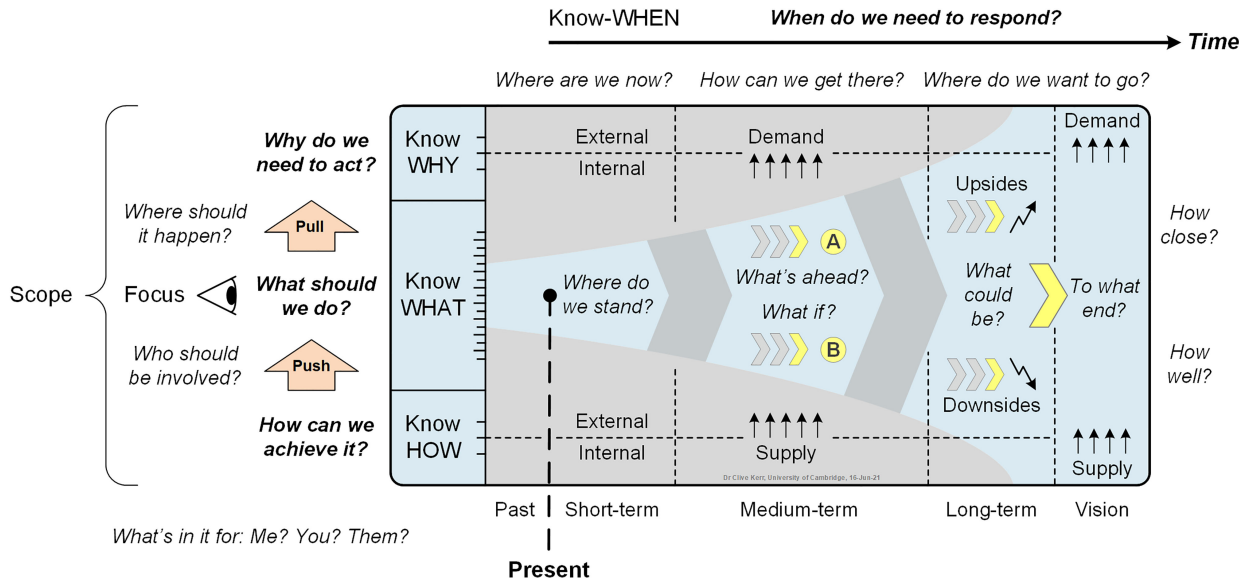 Know-WHEN
When do we need to respond?
Time
Where are we now?
How can we get there?
Where do we want to go?
Why do we
need to act?
Know
WHY
External
Internal
Demand
Demand
Where should
it happen?
Pull
Upsides
How
close?
A
What's ahead?
Scope
Focus
What should
we do?
Know
WHAT
Where do
we stand?
What
could
be?
To what
end?
What if?
B
Who should
be involved?
Push
How
well?
Downsides
How can we
achieve it?
Know
HOW
External
Internal
Supply
Supply
Dr Clive Kerr, University of Cambridge, 16-Jun-21
Past
Short-term
Medium-term
Long-term
Vision
What's in it for: Me? You? Them?
Present